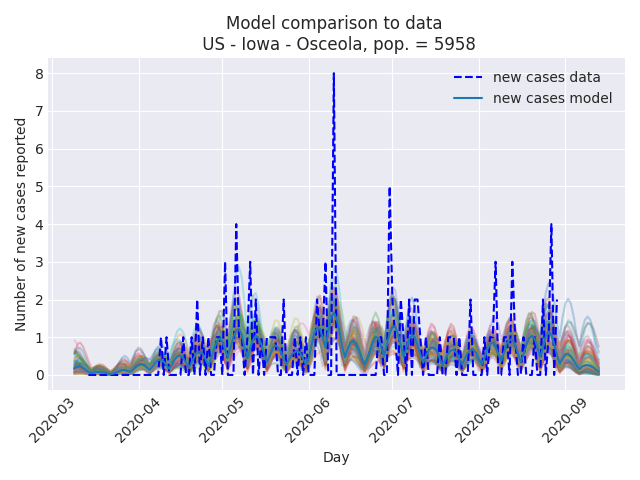 Model comparison to data
US - Iowa - Osceola, pop. = 5958
new cases data
new cases model
Number of new cases reported
8
7
6
5
4
3
2
1
0
2020-03
2020-04
2020-05
2020-06
2020-07
2020-08
2020-09
Day